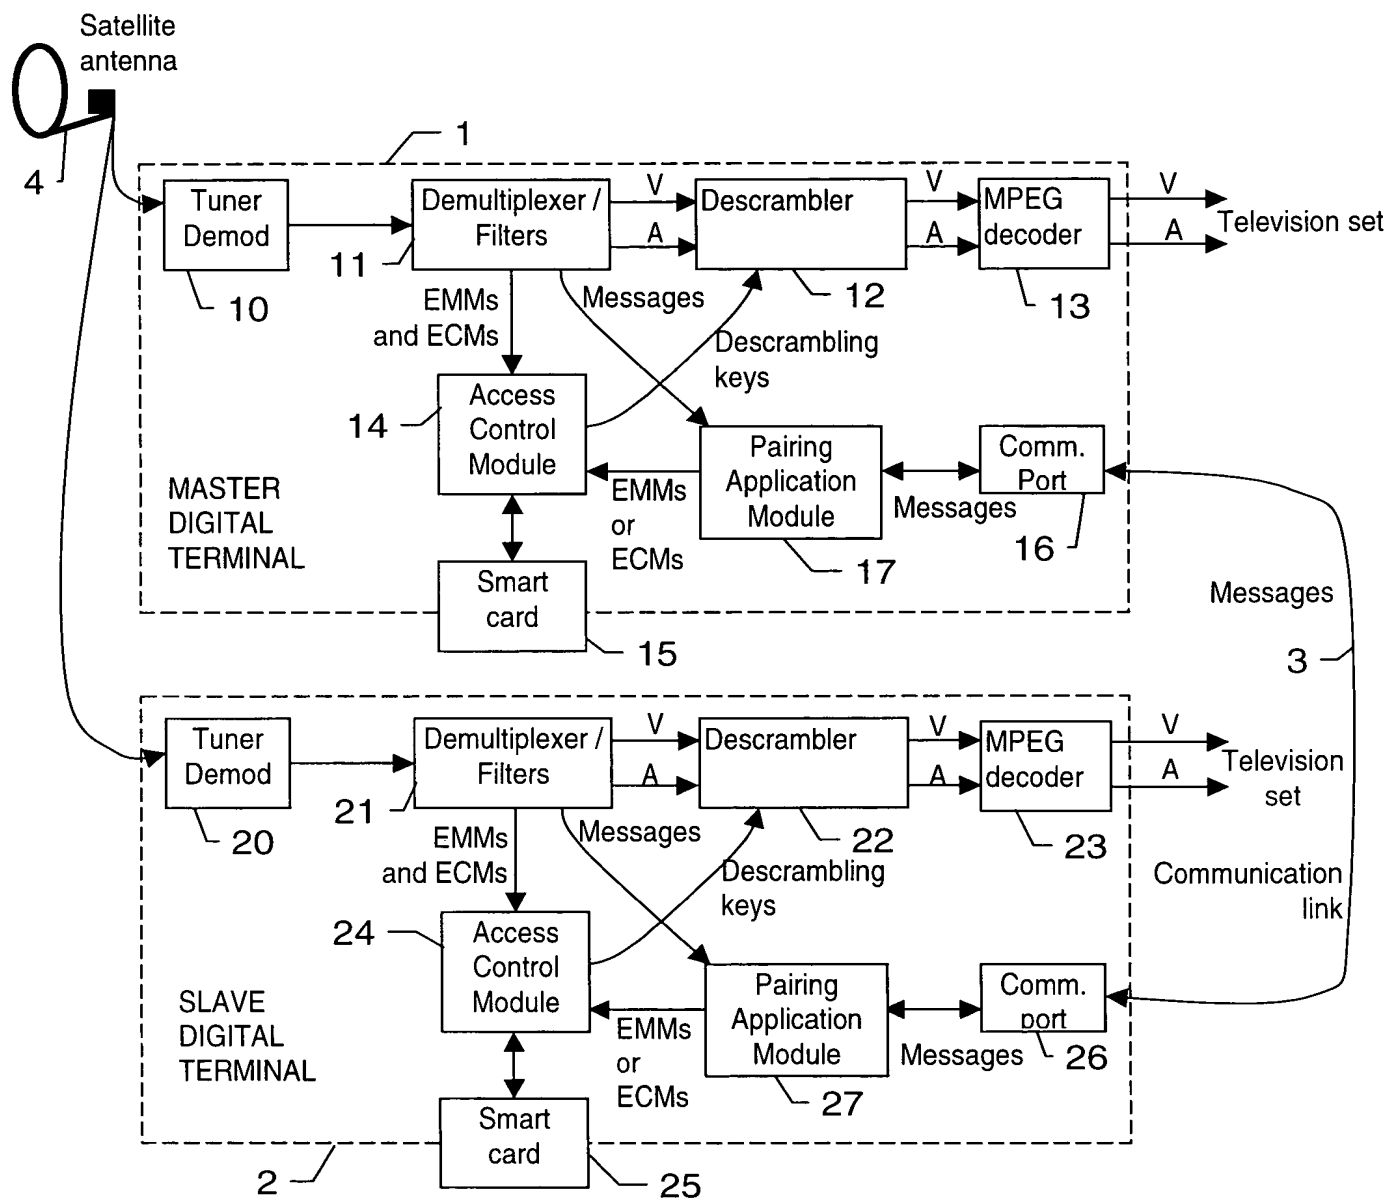 Satellite
antenna
4
1
Tuner
Demod
10
Demultiplexer /
Filters
11
V
A
Descrambler
12
V
A
MPEG
decoder
13
V
A
Television set
EMMs
and ECMs
Messages
Descrambling
keys
Access
Control
Module
14
Pairing
Application
Module
17
Comm.
Port
16
EMMs
or
ECMs
Messages
MASTER
DIGITAL
TERMINAL
Smart
card
15
Messages
3
Communication
link
Tuner
Demod
20
Demultiplexer /
Filters
21
V
A
Descrambler
22
V
A
MPEG
decoder
23
V
A
Television
set
EMMs
and ECMs
Messages
Descrambling
keys
Access
Control
Module
24
Pairing
Application
Module
27
Comm.
port
26
EMMs
or
ECMs
Messages
SLAVE
DIGITAL
TERMINAL
Smart
card
25
2